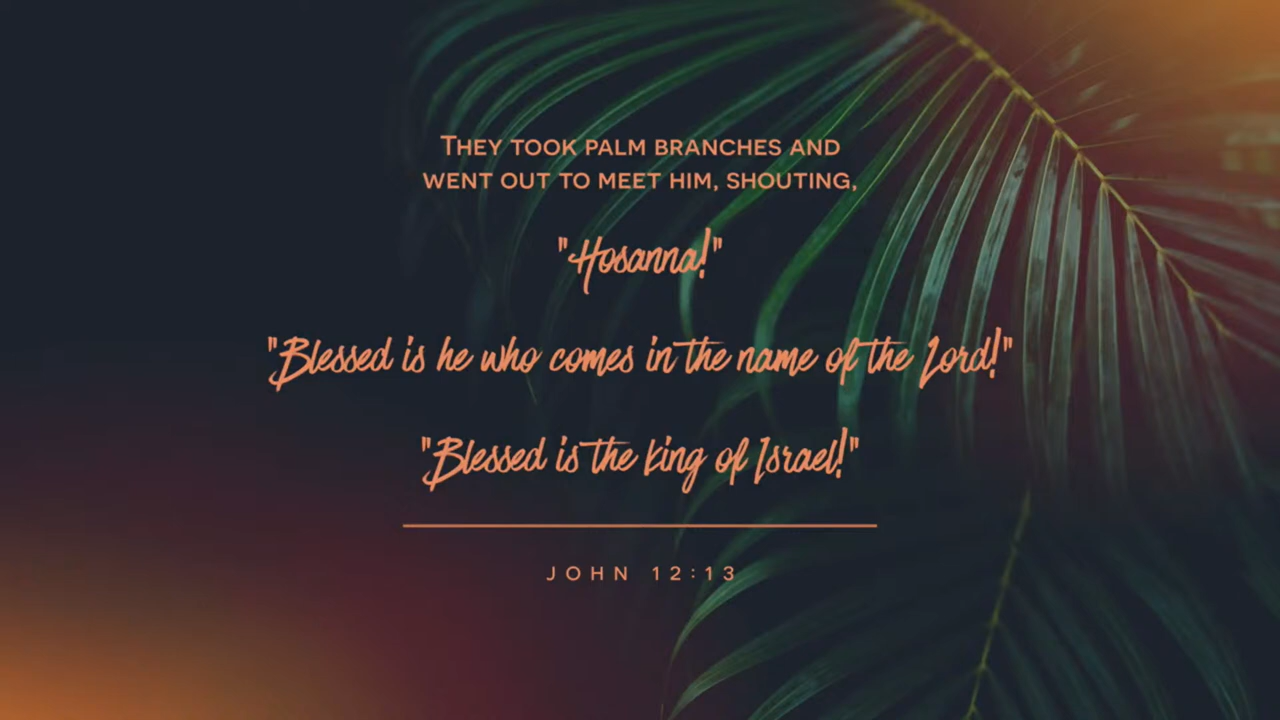 They took palm branches and
went out to meet him, shouting,
"Hosanna!"
"Blessed is he who comes in the name of the Lord!"
"Blessed is the king of Israel!"
JOHN 12:13